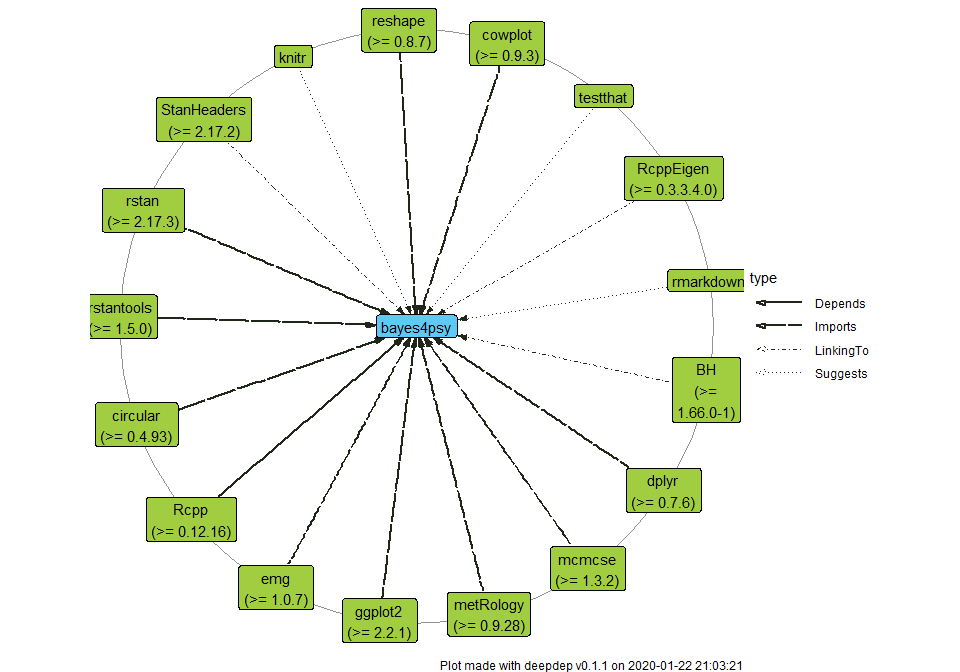 reshape
(>= 0.8.7)
cowplot
(>= 0.9.3)
knitr
testthat
StanHeaders
(>= 2.17.2)
RcppEigen
(>= 0.3.3.4.0)
rstan
(>= 2.17.3)
rmarkdown
type
Depends
Imports
LinkingTo
Suggests
rstantools
(>= 1.5.0)
bayes4psy
BH
(>=
1.66.0-1)
circular
(>= 0.4.93)
dplyr
(>= 0.7.6)
Rcpp
(>= 0.12.16)
mcmcse
(>= 1.3.2)
emg
(>= 1.0.7)
ggplot2
(>= 2.2.1)
metRology
(>= 0.9.28)
Plot made with deepdep v0.1.1 on 2020-01-22 21:03:21